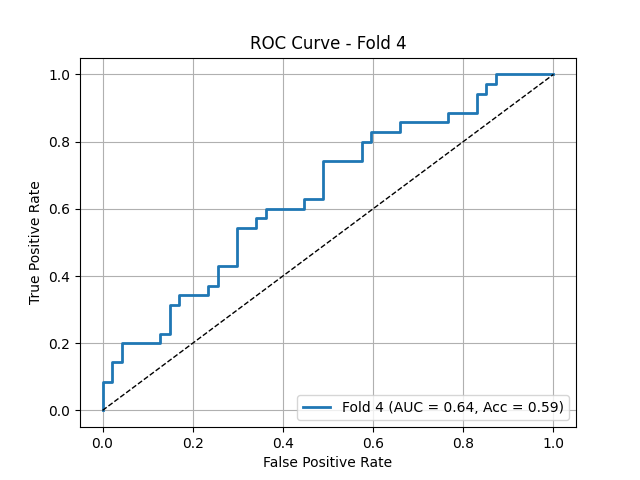 ROC Curve - Fold 4
True Positive Rate
1.0
0.8
0.6
0.4
0.2
0.0
Fold 4 (AUC = 0.64, Acc = 0.59)
0.0 0.2 0.4 0.6 0.8 1.0
False Positive Rate